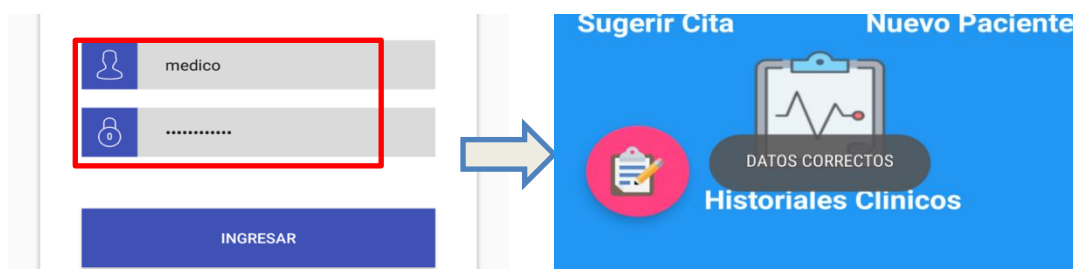 medico
••••••••••••
INGRESAR
Sugerir Cita
Nuevo Paciente
DATOS CORRECTOS
Historiales Clinicos